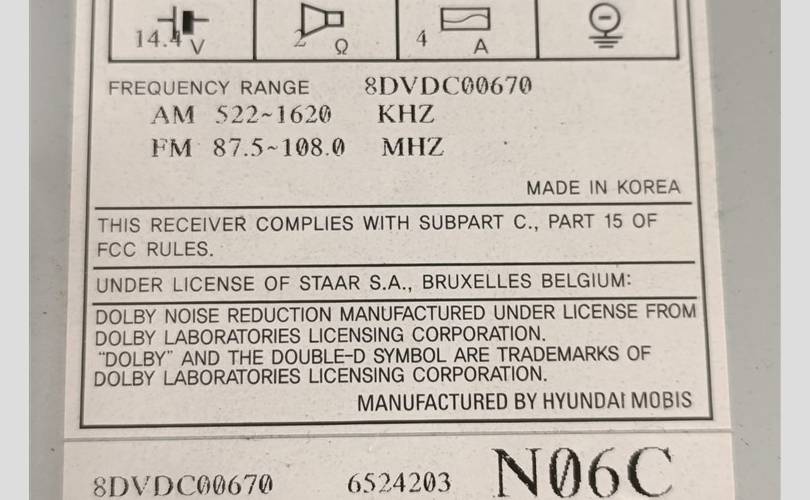 14.4 V 2 Ω 4 A
FREQUENCY RANGE 8DVDC00670
AM 522~1620 KHZ
FM 87.5~108.0 MHZ
MADE IN KOREA
THIS RECEIVER COMPLIES WITH SUBPART C., PART 15 OF
FCC RULES.
UNDER LICENSE OF STAAR S.A., BRUXELLES BELGIUM:
DOLBY NOISE REDUCTION MANUFACTURED UNDER LICENSE FROM
DOLBY LABORATORIES LICENSING CORPORATION.
“DOLBY” AND THE DOUBLE-D SYMBOL ARE TRADEMARKS OF
DOLBY LABORATORIES LICENSING CORPORATION.
MANUFACTURED BY HYUNDAI MOBIS
8DVDC00670 6524203 N06C